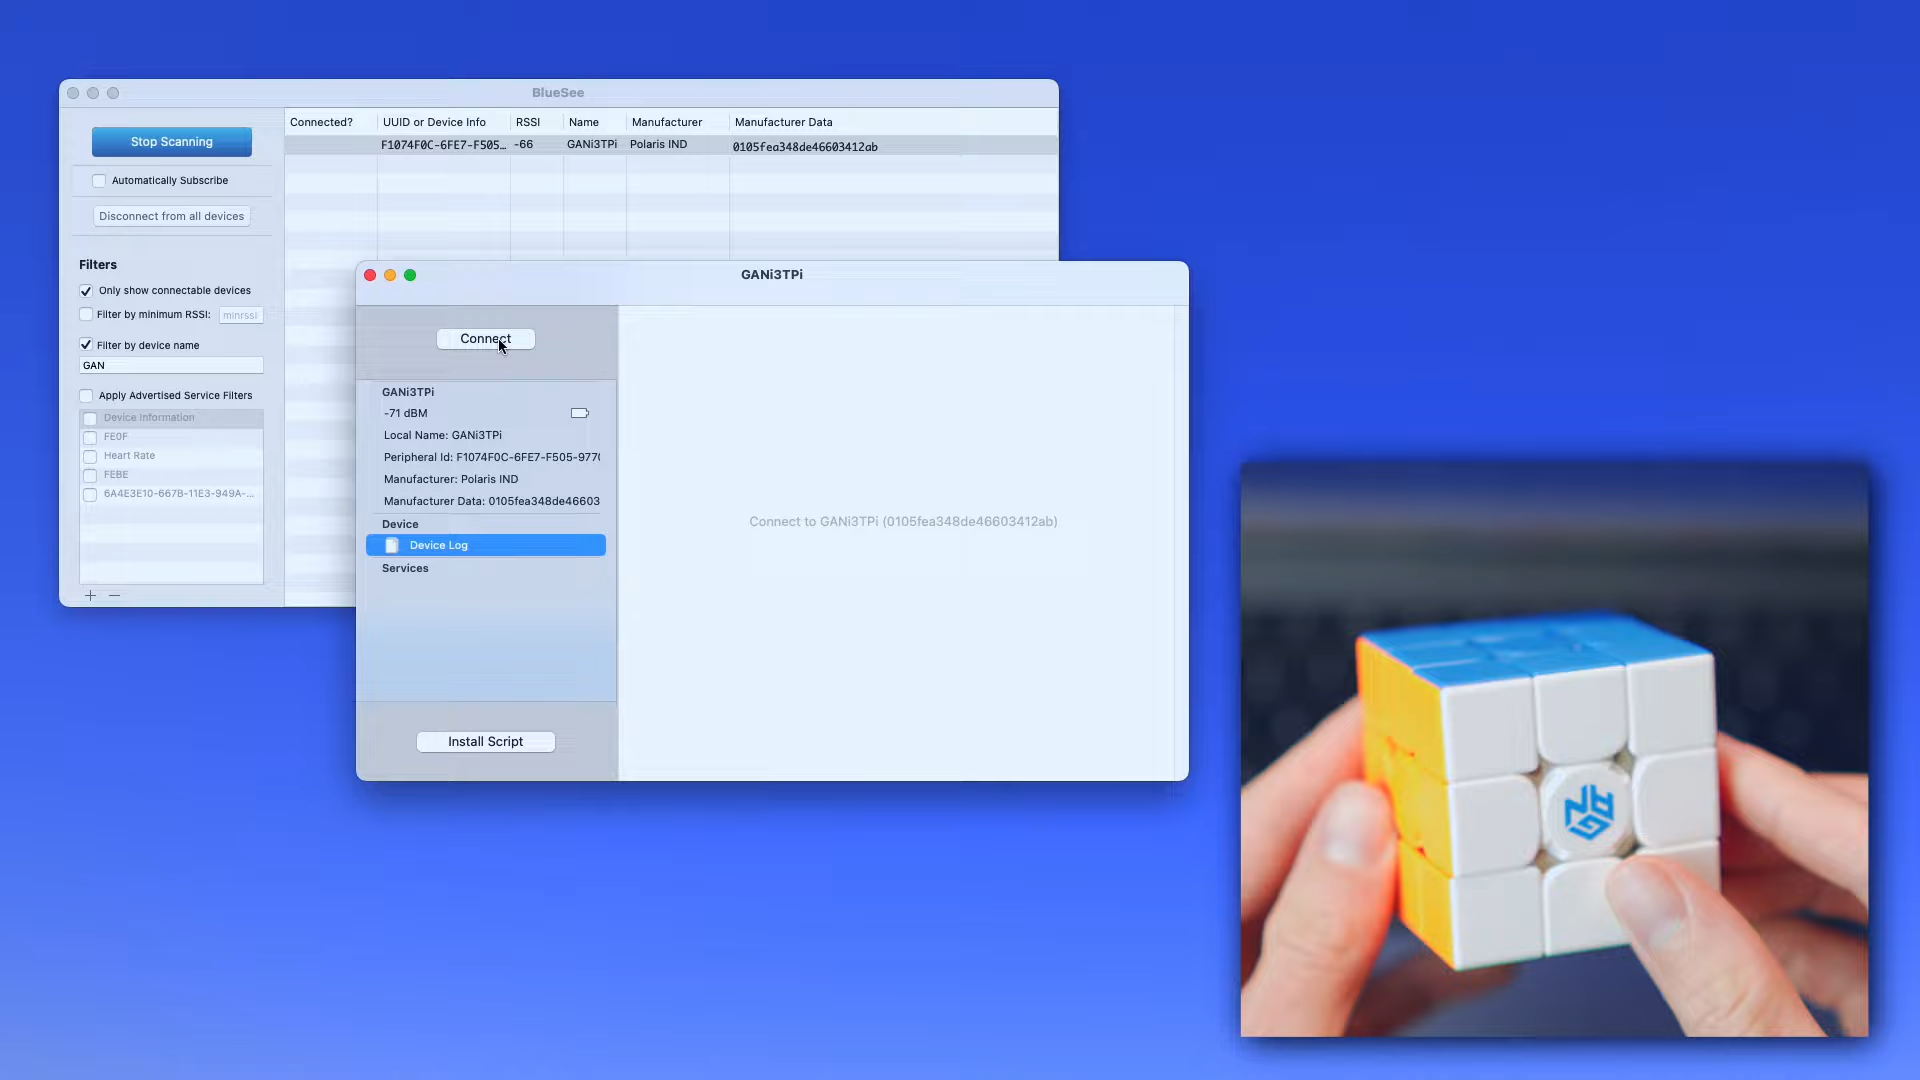 BlueSee
Stop Scanning
Automatically Subscribe
Disconnect from all devices
Filters
Only show connectable devices
Filter by minimum RSSI: minrssi
Filter by device name
GAN
Apply Advertised Service Filters
Device Information
FE0F
Heart Rate
FEBE
6A4E3E10-667B-11E3-949A-...
Connected? UUID or Device Info RSSI Name Manufacturer Manufacturer Data
F1074F0C-6FE7-F505... -66 GANi3TPi Polaris IND 0105fea348de46603412ab
GANi3TPi
Connect
GANi3TPi
-71 dBM
Local Name: GANi3TPi
Peripheral Id: F1074F0C-6FE7-F505-977(
Manufacturer: Polaris IND
Manufacturer Data: 0105fea348de46603
Device
Device Log
Services
Install Script
Connect to GANi3TPi (0105fea348de46603412ab)
GAN